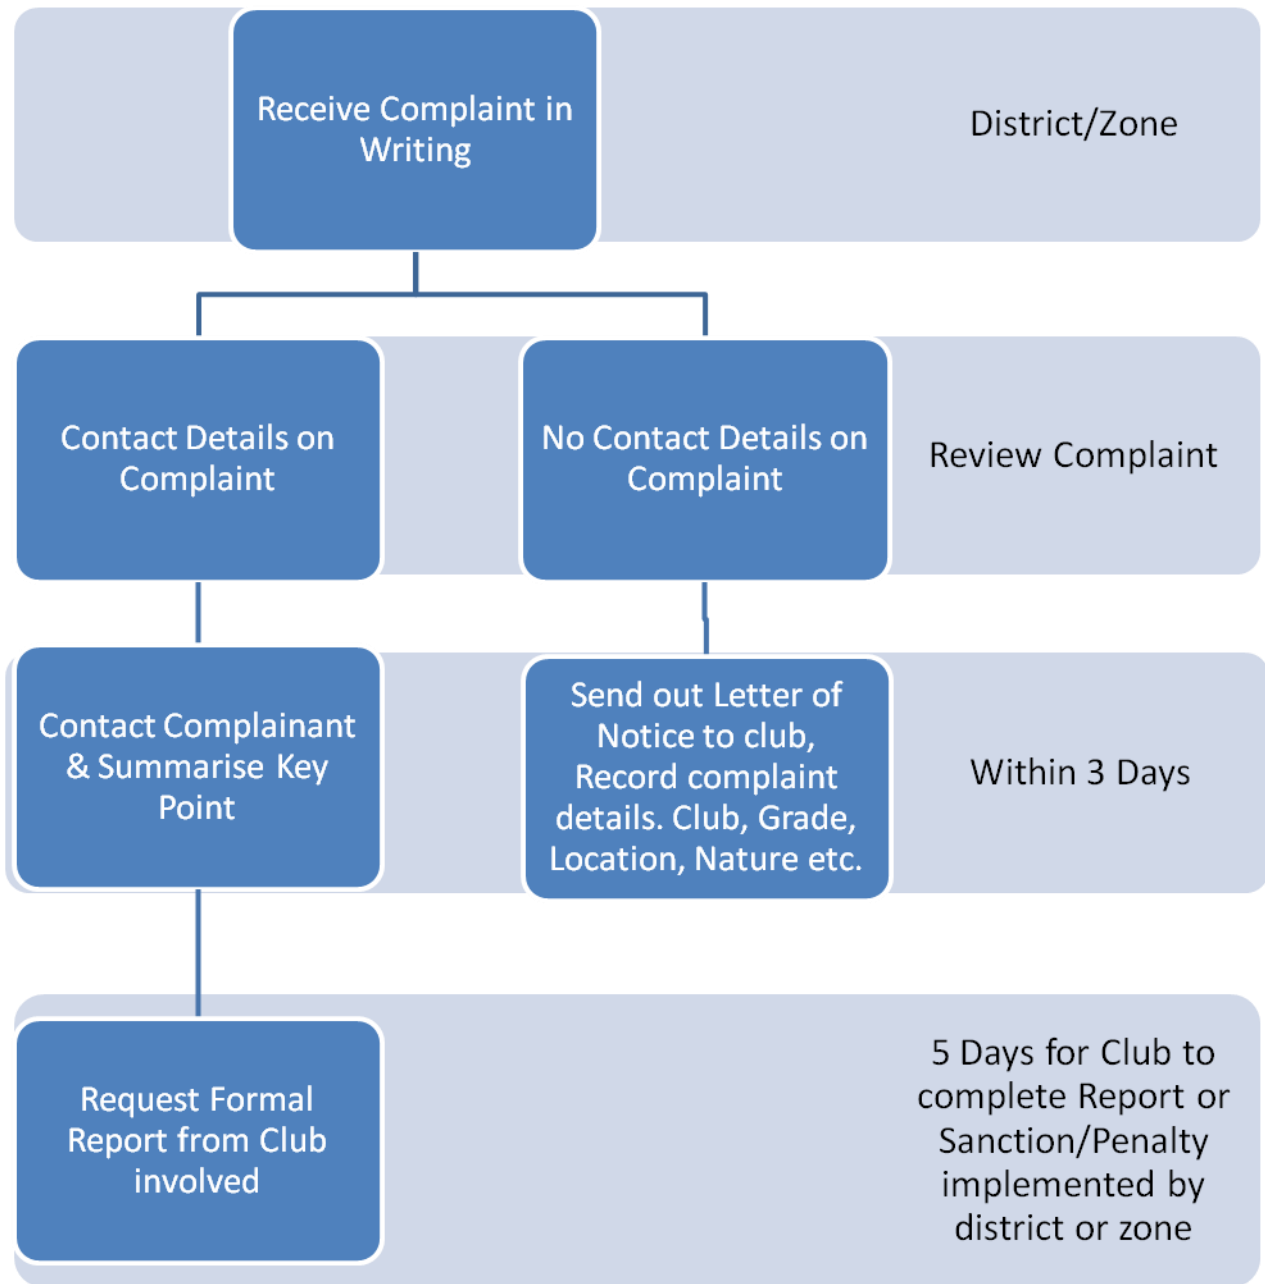 Receive Complaint in
Writing
District/Zone
Contact Details on
Complaint
No Contact Details on
Complaint
Review Complaint
Contact Complainant
& Summarise Key
Point
Send out Letter of
Notice to club,
Record complaint
details. Club, Grade,
Location, Nature etc.
Within 3 Days
Request Formal
Report from Club
involved
5 Days for Club to
complete Report or
Sanction/Penalty
implemented by
district or zone